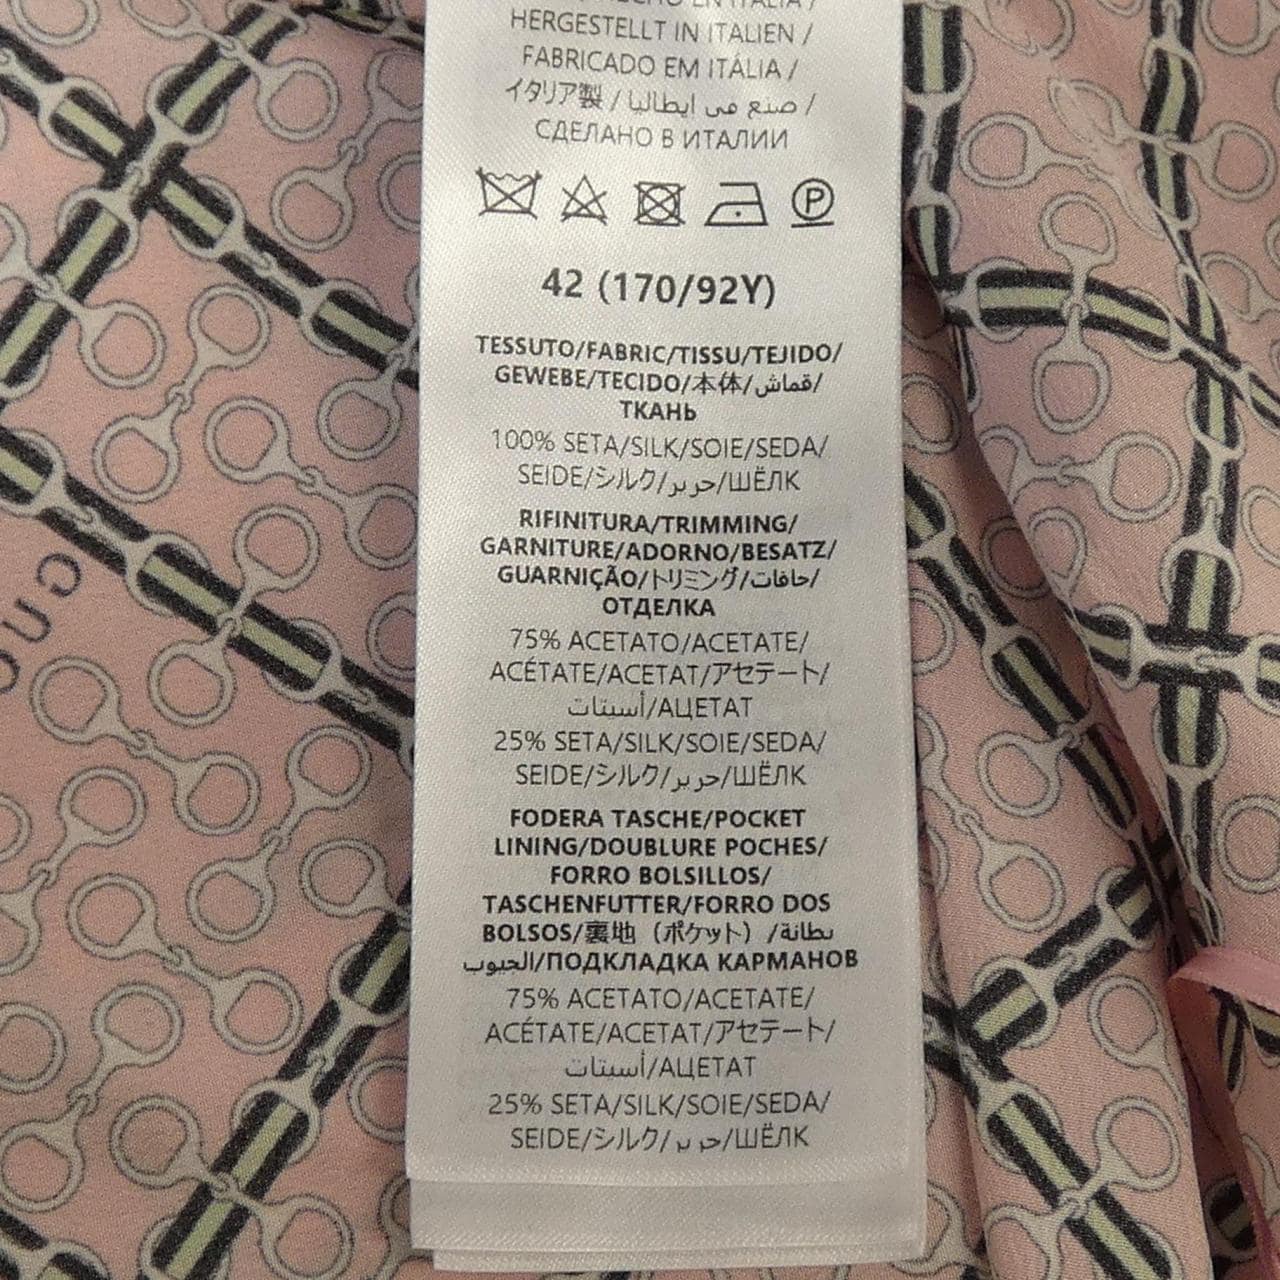 HECHO EN ITALIA /
HERGESTELLT IN ITALIEN /
FABRICADO EM ITÁLIA /
イタリア製 / صنع في ايطاليا /
СДЕЛАНО В ИТАЛИИ
P
42 (170/92Y)
TESSUTO/FABRIC/TISSU/TEJIDO/
GEWEBE/TECIDO/本体/قماش/
ТКАНЬ
100% SETA/SILK/SOIE/SEDA/
SEIDE/シルク/حرير/ШЁЛК
RIFINITURA/TRIMMING/
GARNITURE/ADORNO/BESATZ/
GUARNIÇÃO/トリミング/حافات/
ОТДЕЛКА
75% ACETATO/ACETATE/
ACÉTATE/ACETAT/アセテート/
أسيتات/АЦЕТАТ
25% SETA/SILK/SOIE/SEDA/
SEIDE/シルク/حرير/ШЁЛК
FODERA TASCHE/POCKET
LINING/DOUBLURE POCHES/
FORRO BOLSILLOS/
TASCHENFUTTER/FORRO DOS
BOLSOS/裏地（ポケット）/بطانة
الجيوب/ПОДКЛАДКА КАРМАНОВ
75% ACETATO/ACETATE/
ACÉTATE/ACETAT/アセテート/
أسيتات/АЦЕТАТ
25% SETA/SILK/SOIE/SEDA/
SEIDE/シルク/حرير/ШЁЛК